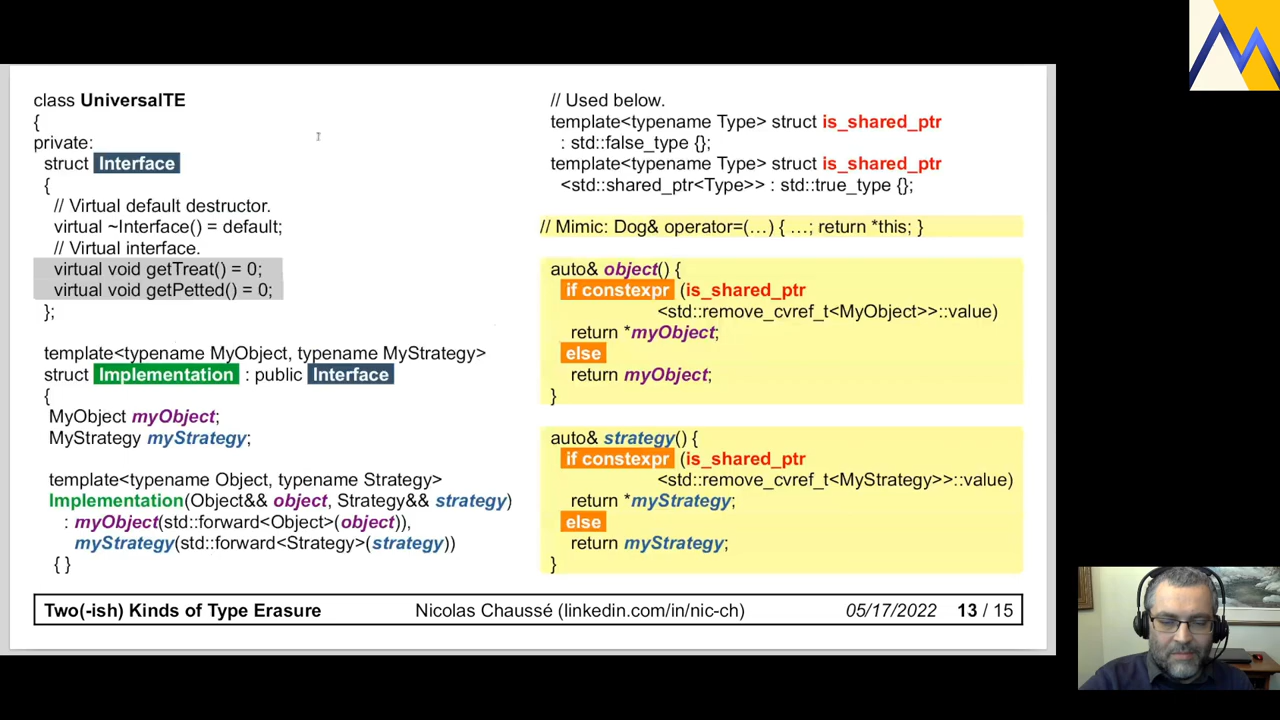 class UniversalTE
{
private:
struct Interface
{
// Virtual default destructor.
virtual ~Interface() = default;
// Virtual interface.
virtual void getTreat() = 0;
virtual void getPetted() = 0;
};
template<typename MyObject, typename MyStrategy>
struct Implementation : public Interface
{
MyObject myObject;
MyStrategy myStrategy;
template<typename Object, typename Strategy>
Implementation(Object&& object, Strategy&& strategy)
: myObject(std::forward<Object>(object)),
myStrategy(std::forward<Strategy>(strategy))
{ }
// Used below.
template<typename Type> struct is_shared_ptr
: std::false_type {};
template<typename Type> struct is_shared_ptr
<std::shared_ptr<Type>> : std::true_type {};
// Mimic: Dog& operator=(…) { …; return *this; }
auto& object() {
if constexpr (is_shared_ptr
<std::remove_cvref_t<MyObject>>::value)
return *myObject;
else
return myObject;
}
auto& strategy() {
if constexpr (is_shared_ptr
<std::remove_cvref_t<MyStrategy>>::value)
return *myStrategy;
else
return myStrategy;
}
Two(-ish) Kinds of Type Erasure Nicolas Chaussé (linkedin.com/in/nic-ch) 05/17/2022 13 / 15